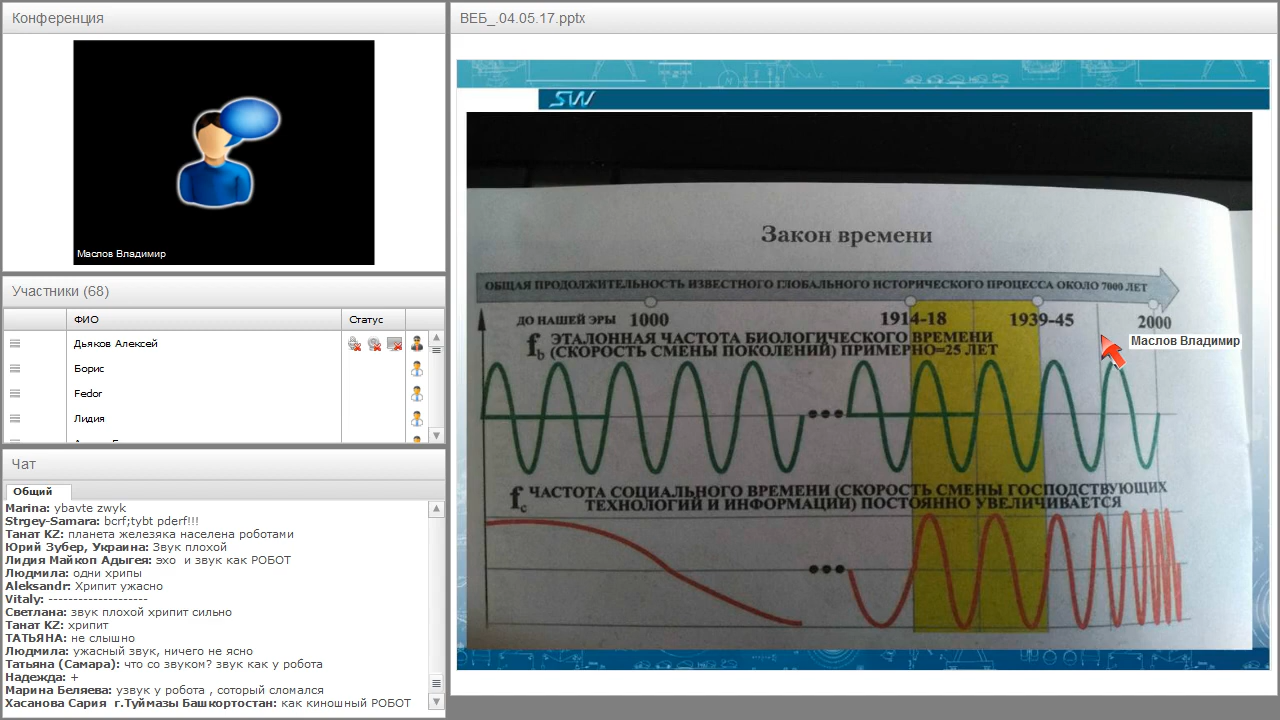 Конференция
Маслов Владимир
Участники (68)
ФИО
Статус
Дьяков Алексей
Борис
Fedor
Лидия
Чат
Общий
Marina: ybavte zwyk
Strgey-Samara: bcrf;tybt pderf!!!
Танат KZ: планета железяка населена роботами
Юрий Зубер, Украина: Звук плохой
Лидия Майкоп Адыгея: эхо и звук как РОБОТ
Людмила: одни хрипы
Aleksandr: Хрипит ужасно
Vitaly: --------------------
Светлана: звук плохой хрипит сильно
Танат KZ: хрипит
ТАТЬЯНА: не слышно
Людмила: ужасный звук, ничего не ясно
Татьяна (Самара): что со звуком? звук как у робота
Надежда: +
Марина Беляева: узвук у робота , соторый сломался
Хасанова Сария г.Туймазы Башкортостан: как киношный РОБОТ
ВЕБ_.04.05.17.pptx
SW
Закон времени
ОБЩАЯ ПРОДОЛЖИТЕЛЬНОСТЬ ИЗВЕСТНОГО ГЛОБАЛЬНОГО ИСТОРИЧЕСКОГО ПРОЦЕССА ОКОЛО 7000 ЛЕТ
ДО НАШЕЙ ЭРЫ 1000 1914-18 1939-45 2000
Маслов Владимир
fb ЭТАЛОННАЯ ЧАСТОТА БИОЛОГИЧЕСКОГО ВРЕМЕНИ
(СКОРОСТЬ СМЕНЫ ПОКОЛЕНИЙ) ПРИМЕРНО=25 ЛЕТ
fc ЧАСТОТА СОЦИАЛЬНОГО ВРЕМЕНИ (СКОРОСТЬ СМЕНЫ ГОСПОДСТВУЮЩИХ
ТЕХНОЛОГИЙ И ИНФОРМАЦИИ) ПОСТОЯННО УВЕЛИЧИВАЕТСЯ